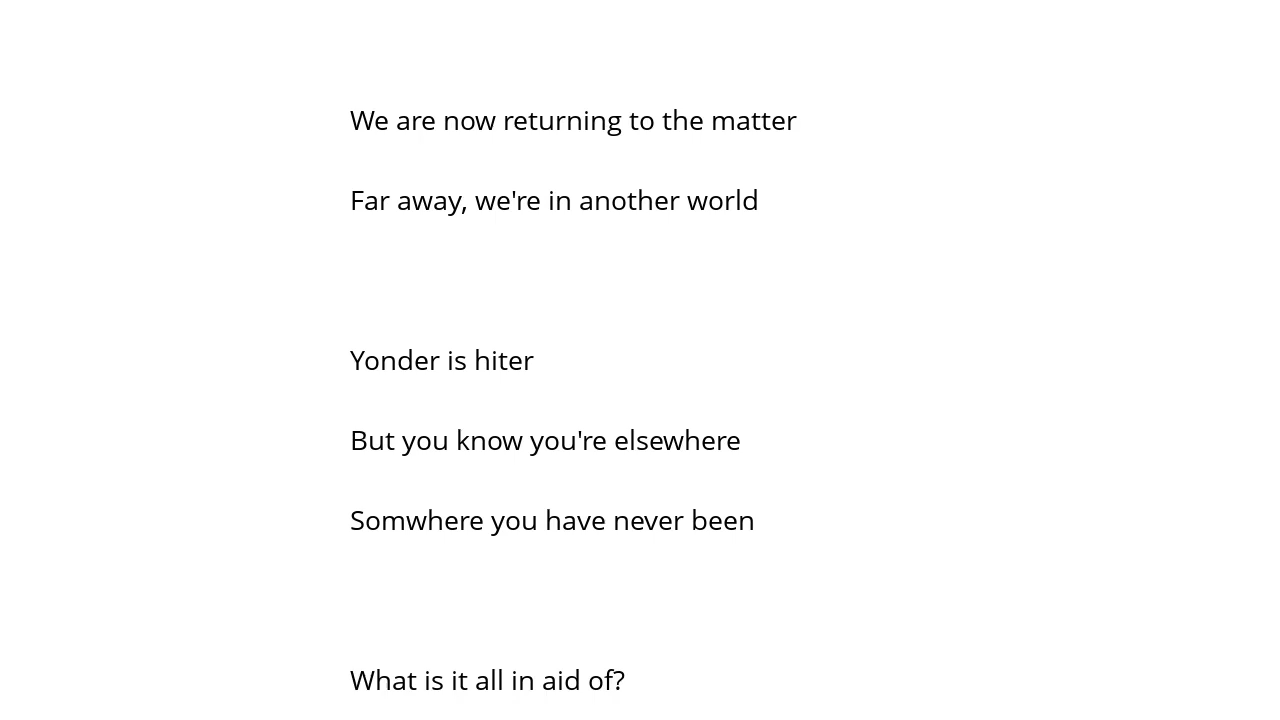 We are now returning to the matter
Far away, we're in another world
Yonder is hiter
But you know you're elsewhere
Somwhere you have never been
What is it all in aid of?